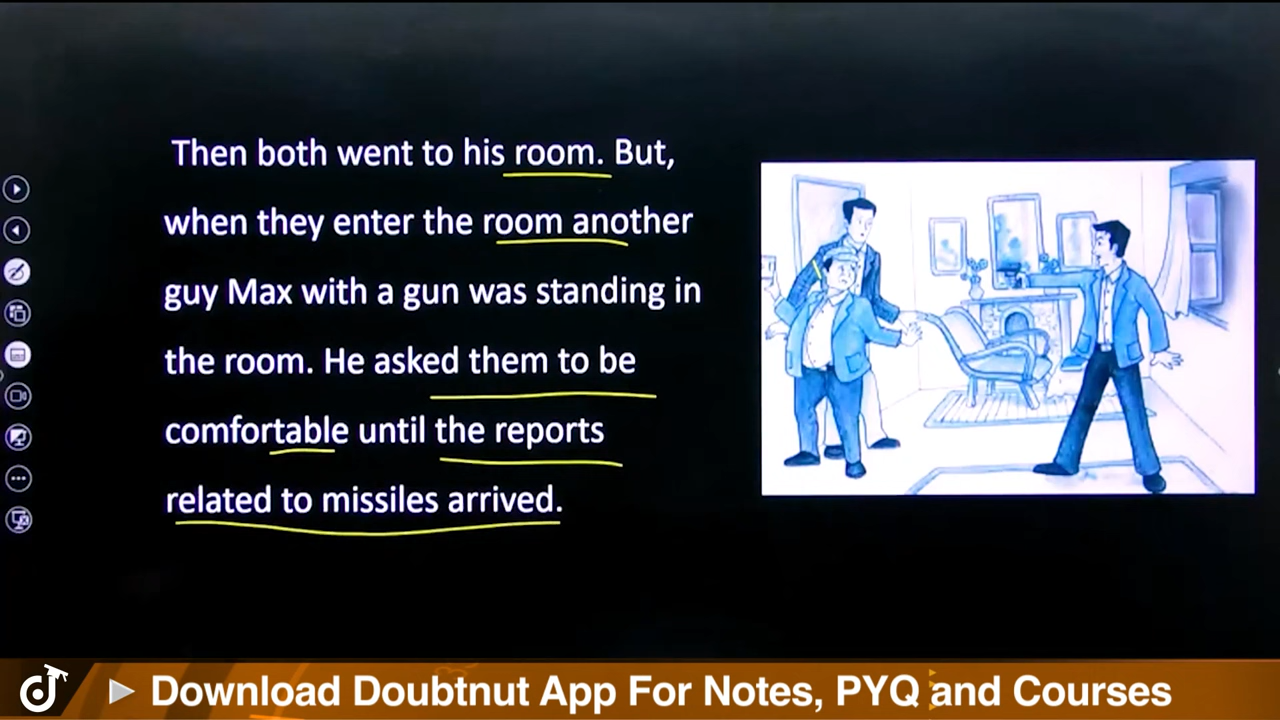 Then both went to his room. But,
when they enter the room another
guy Max with a gun was standing in
the room. He asked them to be
comfortable until the reports
related to missiles arrived.
Download Doubtnut App For Notes, PYQ and Courses